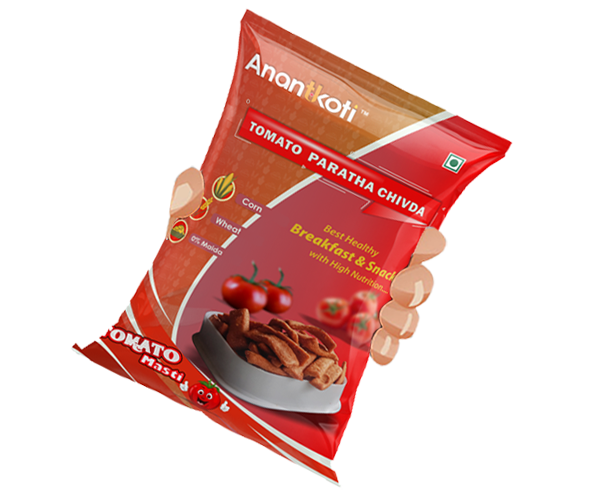 Anantkoti™
TOMATO PARATHA CHIVDA
Corn
Wheat
0% Maida
Best Healthy
Breakfast & Snack
with High Nutrition...
TOMATO
Masti